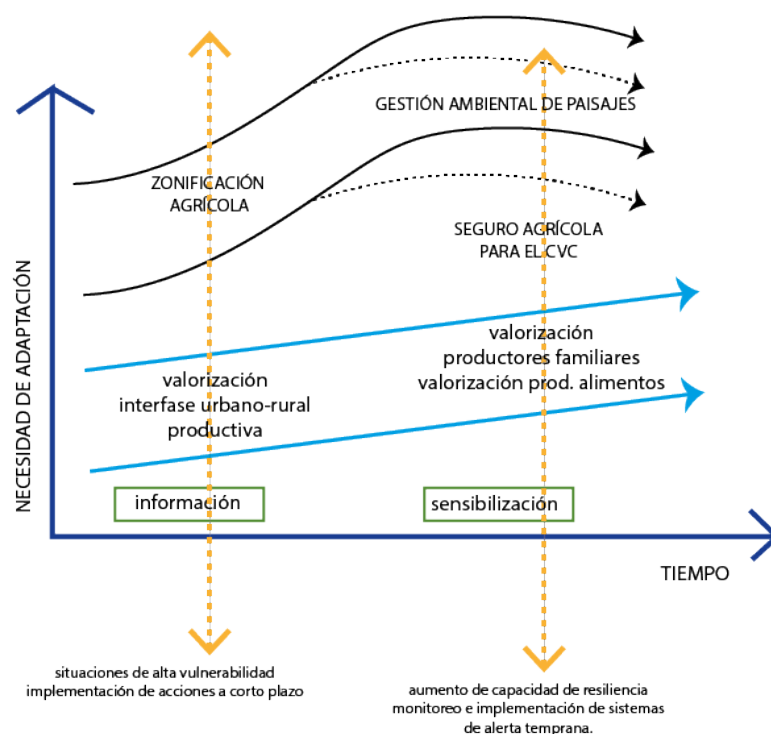 GESTIÓN AMBIENTAL DE PAISAJES
ZONIFICACIÓN
AGRÍCOLA
SEGURO AGRÍCOLA
PARA EL CVC
NECESIDAD DE ADAPTACIÓN
valorización
productores familiares
valorización prod. alimentos
valorización
interfase urbano-rural
productiva
información
sensibilización
TIEMPO
situaciones de alta vulnerabilidad
implementación de acciones a corto plazo
aumento de capacidad de resiliencia
monitoreo e implementación de sistemas
de alerta temprana.